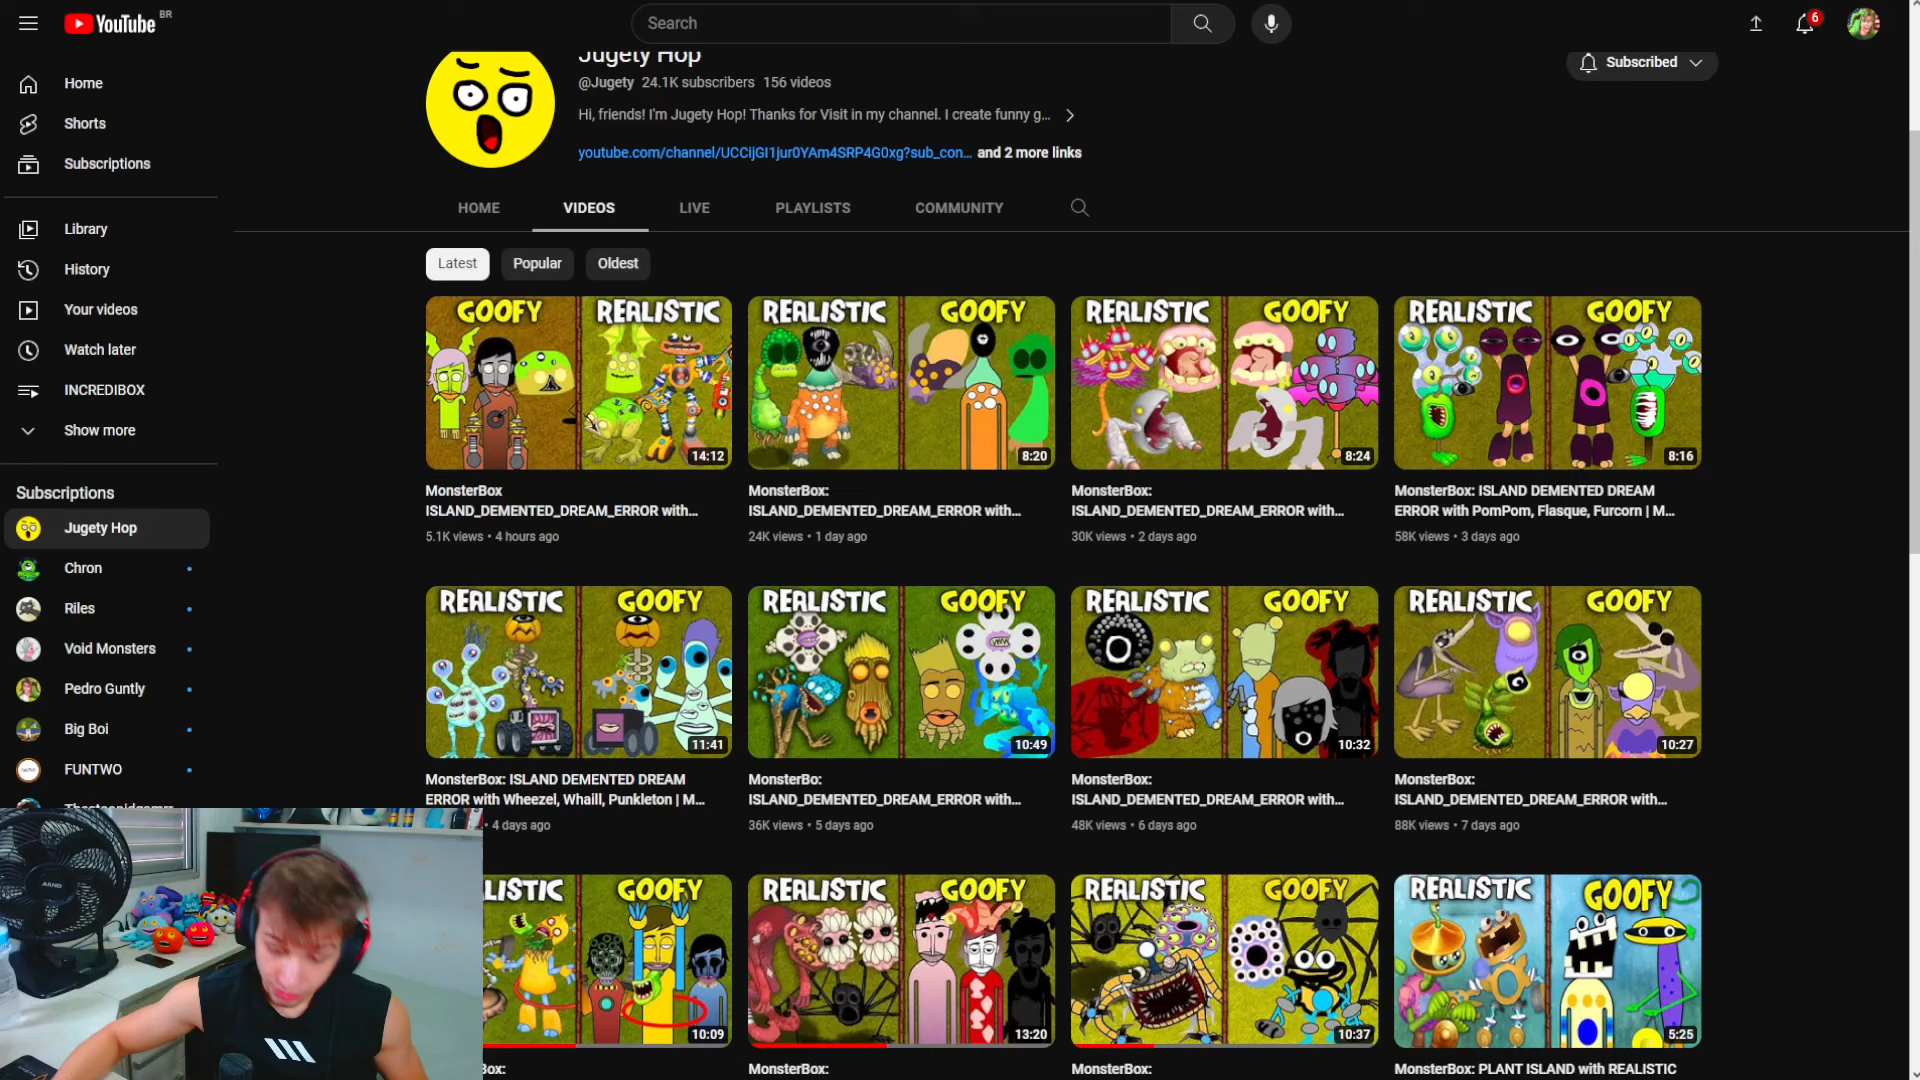 YouTube BR
Search
6
Home
Shorts
Subscriptions
Library
History
Your videos
Watch later
INCREDIBOX
Show more
Subscriptions
Jugety Hop
Chron
Riles
Void Monsters
Pedro Guntly
Big Boi
FUNTWO
Jugety Hop
@Jugety 24.1K subscribers 156 videos
Hi, friends! I'm Jugety Hop! Thanks for Visit in my channel. I create funny g...
youtube.com/channel/UCCijGI1jur0YAm4SRP4G0xg?sub_con... and 2 more links
Subscribed
HOME VIDEOS LIVE PLAYLISTS COMMUNITY
Latest Popular Oldest
GOOFY REALISTIC
14:12
MonsterBox
ISLAND_DEMENTED_DREAM_ERROR with...
5.1K views • 4 hours ago
REALISTIC GOOFY
8:20
MonsterBox:
ISLAND_DEMENTED_DREAM_ERROR with...
24K views • 1 day ago
REALISTIC GOOFY
8:24
MonsterBox:
ISLAND_DEMENTED_DREAM_ERROR with...
30K views • 2 days ago
REALISTIC GOOFY
8:16
MonsterBox: ISLAND DEMENTED DREAM
ERROR with PomPom, Flasque, Furcorn | M...
58K views • 3 days ago
REALISTIC GOOFY
11:41
MonsterBox: ISLAND DEMENTED DREAM
ERROR with Wheezel, Whaill, Punkleton | M...
• 4 days ago
REALISTIC GOOFY
10:49
MonsterBo:
ISLAND_DEMENTED_DREAM_ERROR with...
36K views • 5 days ago
REALISTIC GOOFY
10:32
MonsterBox:
ISLAND_DEMENTED_DREAM_ERROR with...
48K views • 6 days ago
REALISTIC GOOFY
10:27
MonsterBox:
ISLAND_DEMENTED_DREAM_ERROR with...
88K views • 7 days ago
LISTIC GOOFY
10:09
ox:
REALISTIC GOOFY
13:20
MonsterBox:
REALISTIC GOOFY
10:37
MonsterBox:
REALISTIC GOOFY
5:25
MonsterBox: PLANT ISLAND with REALISTIC
ARNO